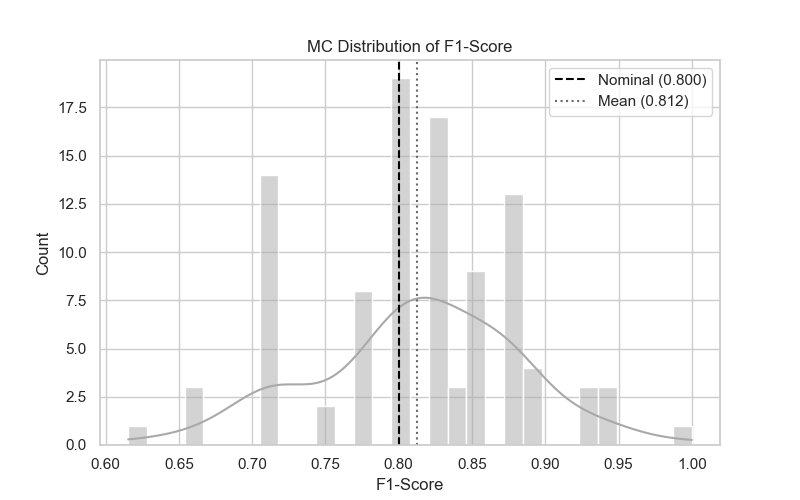 MC Distribution of F1-Score
Nominal (0.800)
Mean (0.812)
Count
17.5
15.0
12.5
10.0
7.5
5.0
2.5
0.0
0.60 0.65 0.70 0.75 0.80 0.85 0.90 0.95 1.00
F1-Score